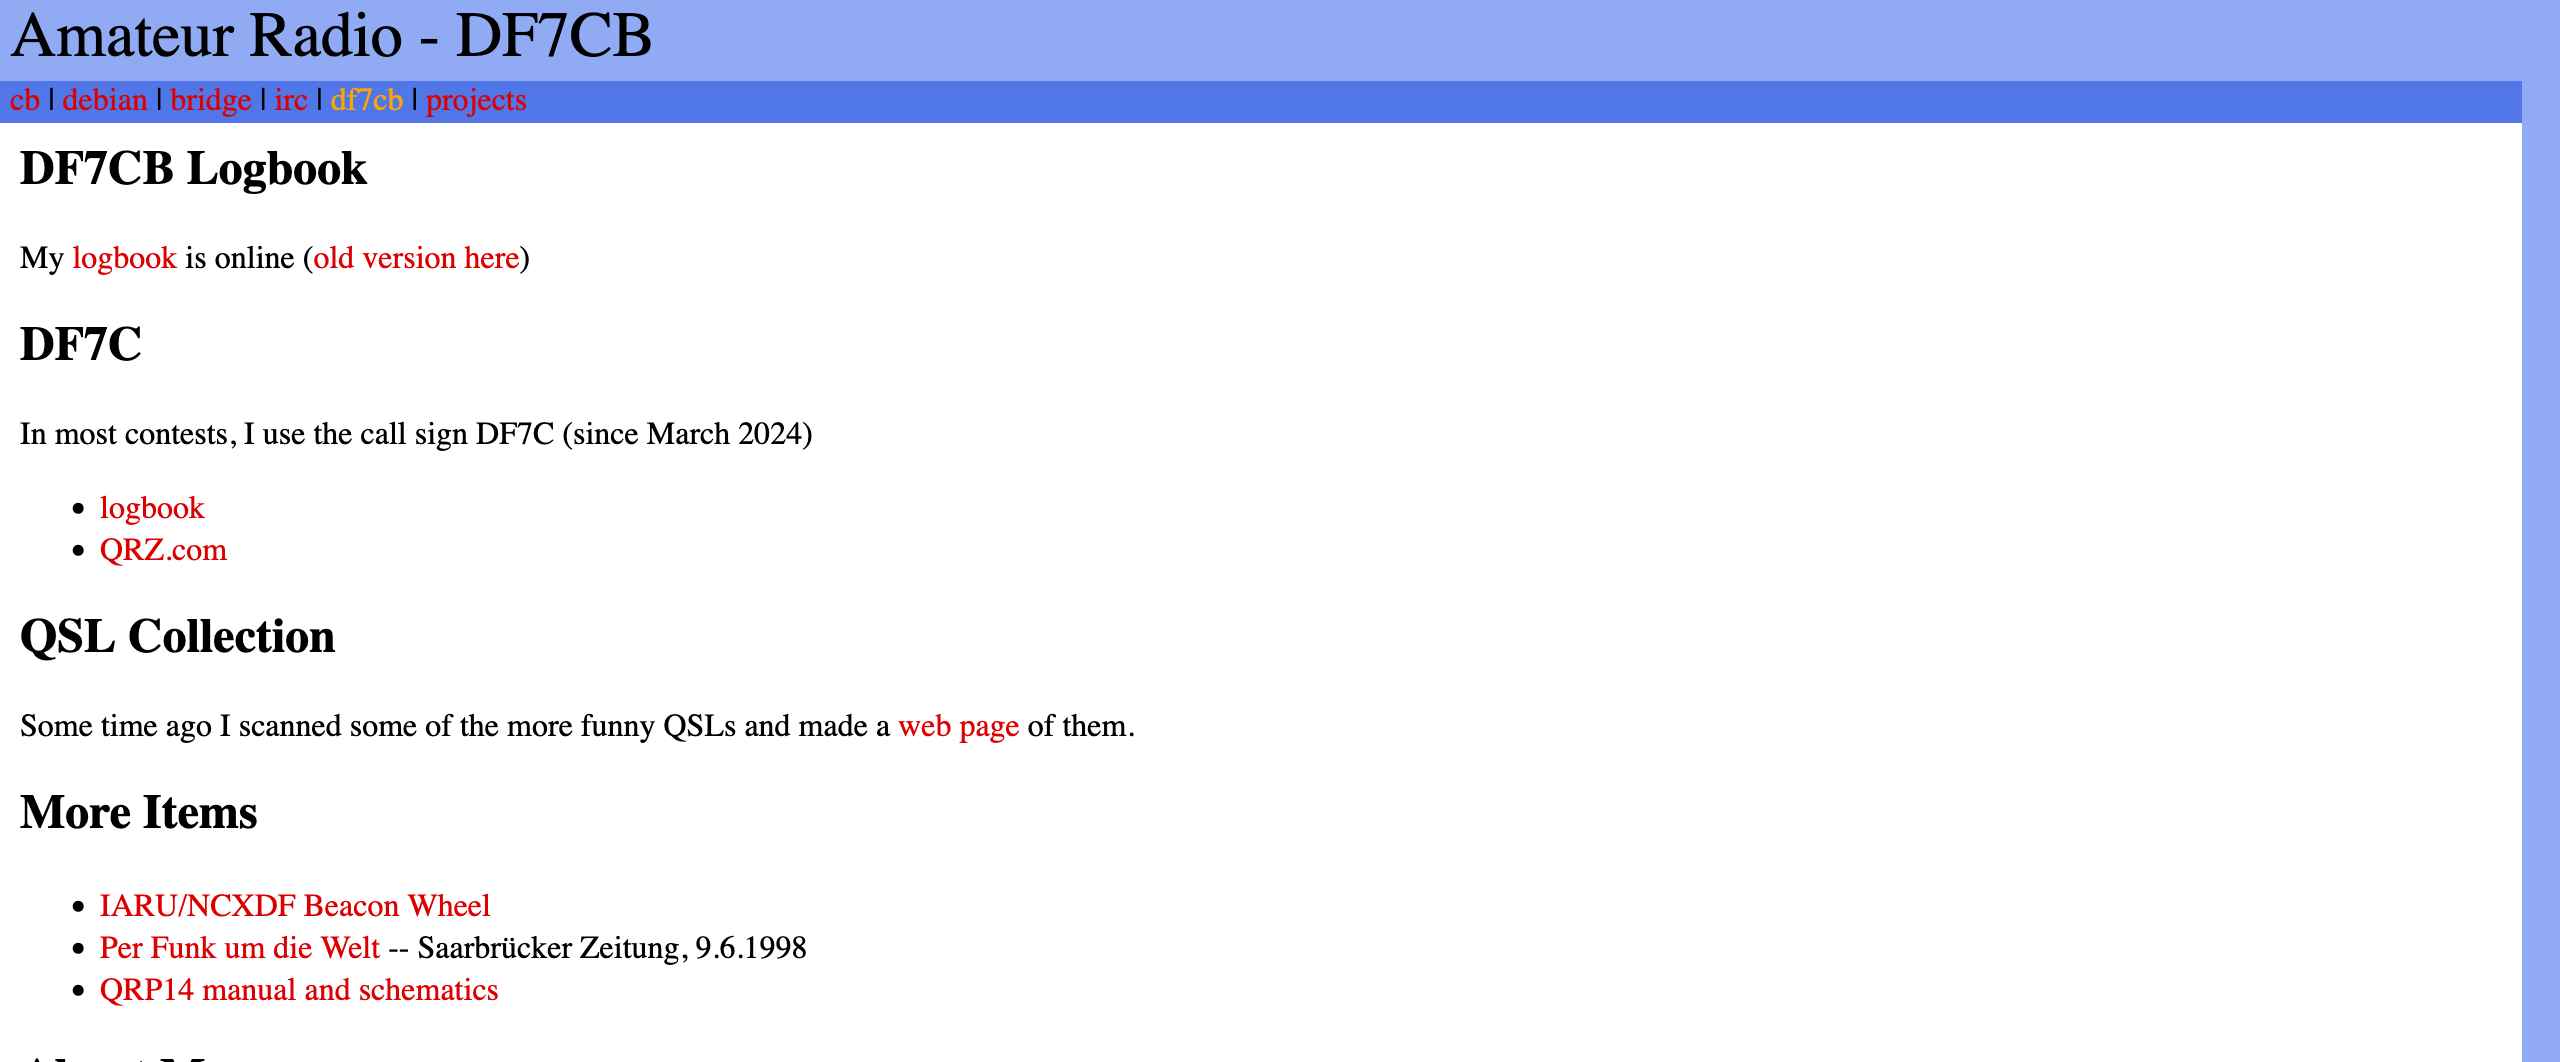 Amateur Radio - DF7CB
cb | debian | bridge | irc | df7cb | projects
DF7CB Logbook
My logbook is online (old version here)
DF7C
In most contests, I use the call sign DF7C (since March 2024)
• logbook
• QRZ.com
QSL Collection
Some time ago I scanned some of the more funny QSLs and made a web page of them.
More Items
• IARU/NCXDF Beacon Wheel
• Per Funk um die Welt -- Saarbrücker Zeitung, 9.6.1998
• QRP14 manual and schematics